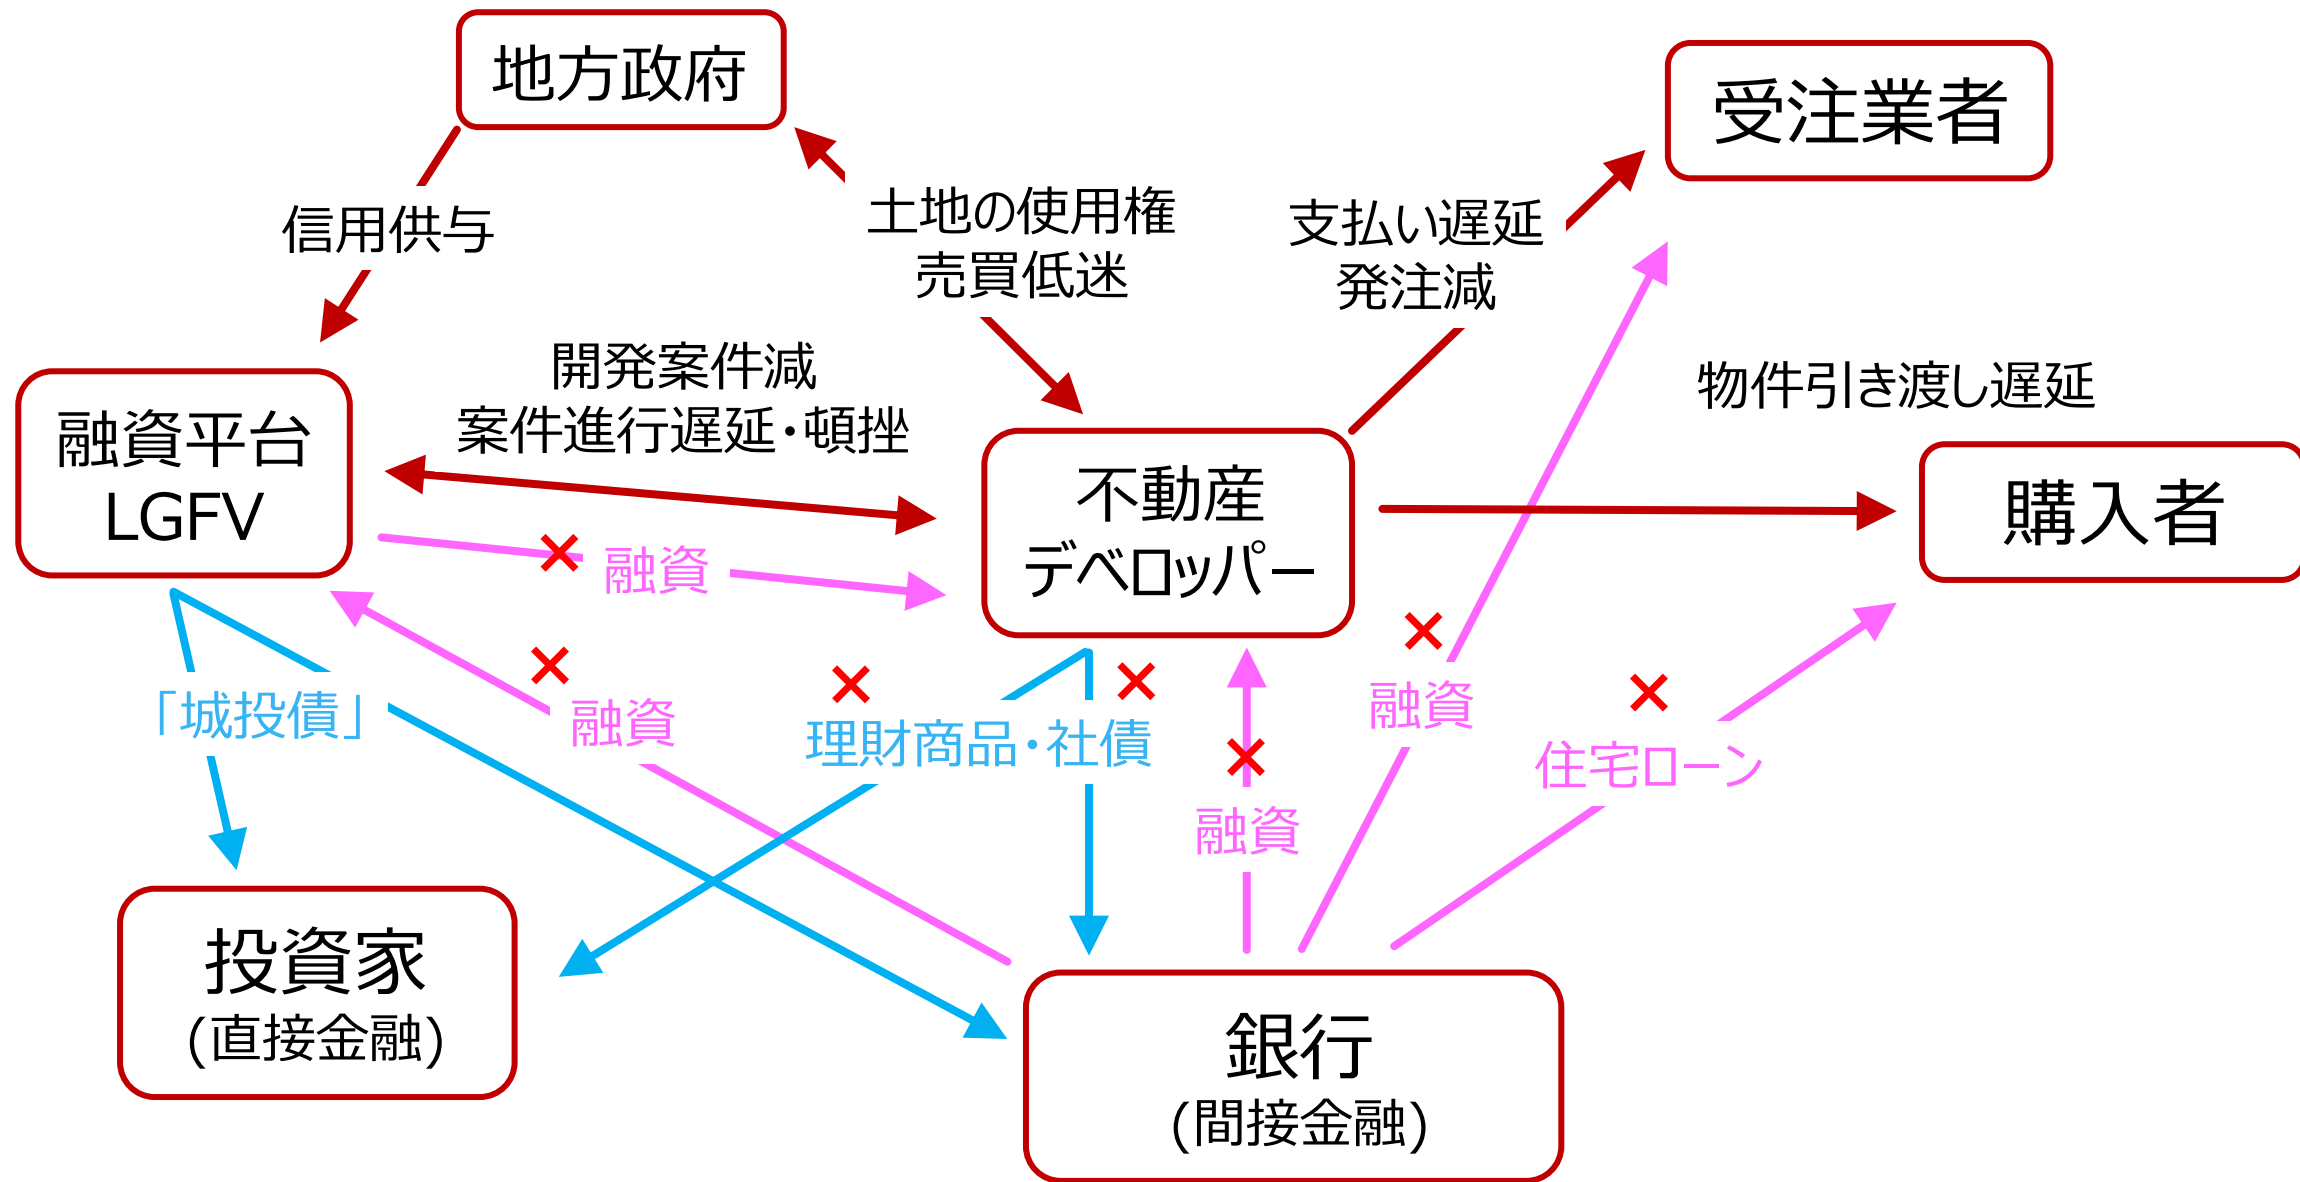 地方政府
受注業者
信用供与
土地の使用権
売買低迷
支払い遅延
発注減
開発案件減
案件進行遅延・頓挫
物件引き渡し遅延
融資平台
LGFV
不動産
デベロッパー
購入者
融資
「城投債」
融資
理財商品・社債
融資
融資
住宅ローン
投資家
(直接金融)
銀行
(間接金融)